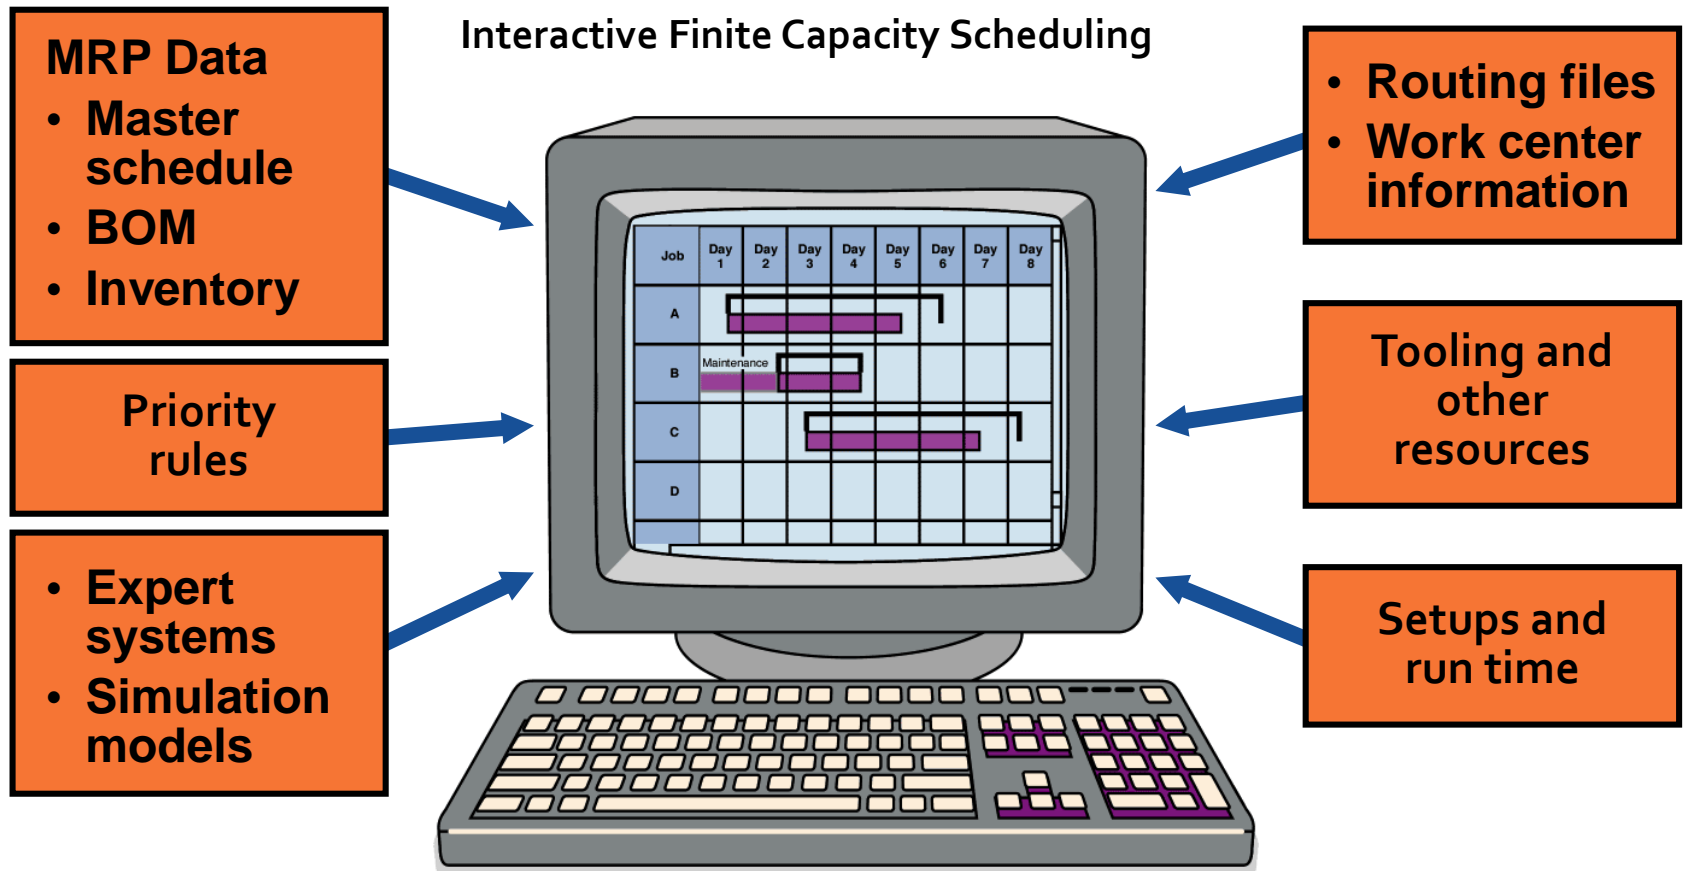 Interactive Finite Capacity Scheduling
MRP Data
• Master
schedule
• BOM
• Inventory
Priority
rules
• Expert
systems
• Simulation
models
Job Day 1 Day 2 Day 3 Day 4 Day 5 Day 6 Day 7 Day 8
A
Maintenance
B
C
D
• Routing files
• Work center
information
Tooling and
other
resources
Setups and
run time